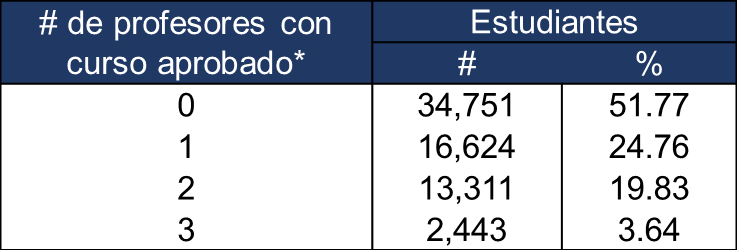 # de profesores con
curso aprobado*
Estudiantes
# %
0 34,751 51.77
1 16,624 24.76
2 13,311 19.83
3 2,443 3.64